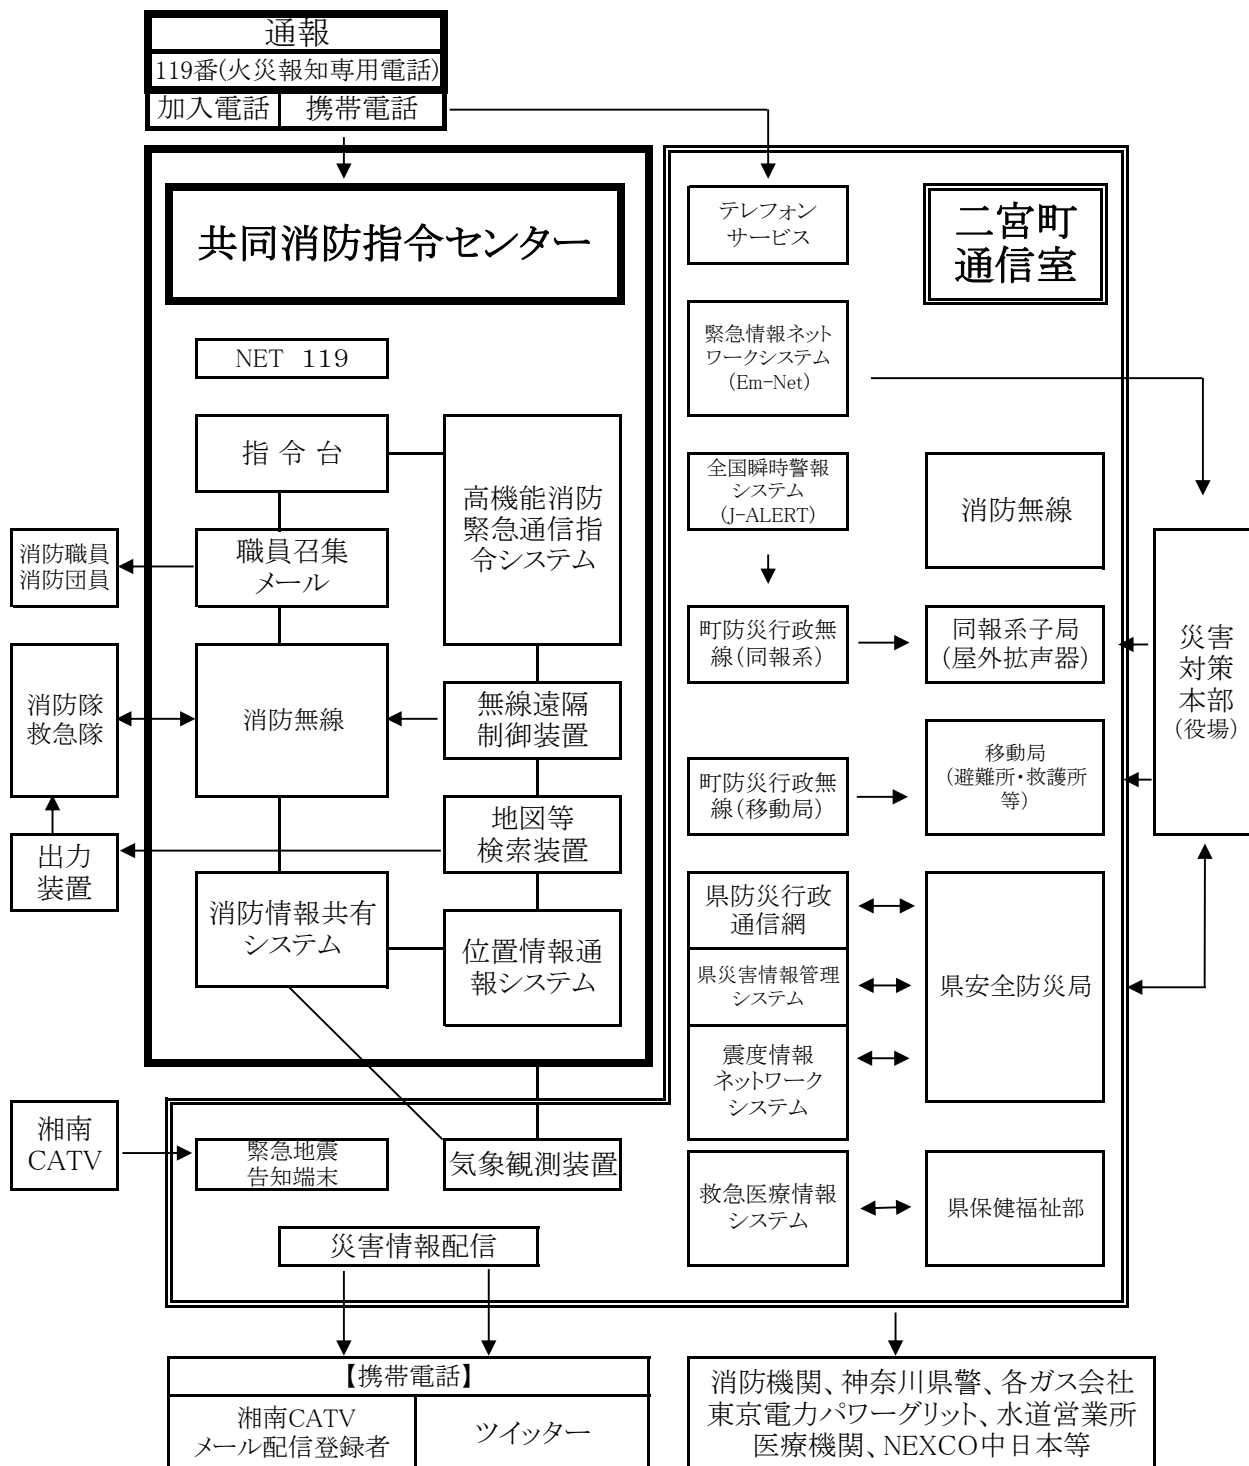 通報
119番(火災報知専用電話)
加入電話
携帯電話
共同消防指令センター
NET 119
指令台
高機能消防
緊急通信指
令システム
職員召集
メール
消防職員
消防団員
消防隊
救急隊
消防無線
無線遠隔
制御装置
地図等
検索装置
出力
装置
消防情報共有
システム
位置情報通
報システム
テレフォン
サービス
二宮町
通信室
緊急情報ネット
ワークシステム
(Em-Net)
全国瞬時警報
システム
(J-ALERT)
消防無線
町防災行政無
線(同報系)
同報系子局
(屋外拡声器)
災害
対策
本部
(役場)
町防災行政無
線(移動局)
移動局
(避難所・救護所
等)
県防災行政
通信網
県災害情報管理
システム
震度情報
ネットワーク
システム
県安全防災局
湘南
CATV
緊急地震
告知端末
気象観測装置
救急医療情報
システム
県保健福祉部
災害情報配信
【携帯電話】
湘南CATV
メール配信登録者
ツイッター
消防機関、神奈川県警、各ガス会社
東京電力パワーグリット、水道営業所
医療機関、NEXCO中日本等